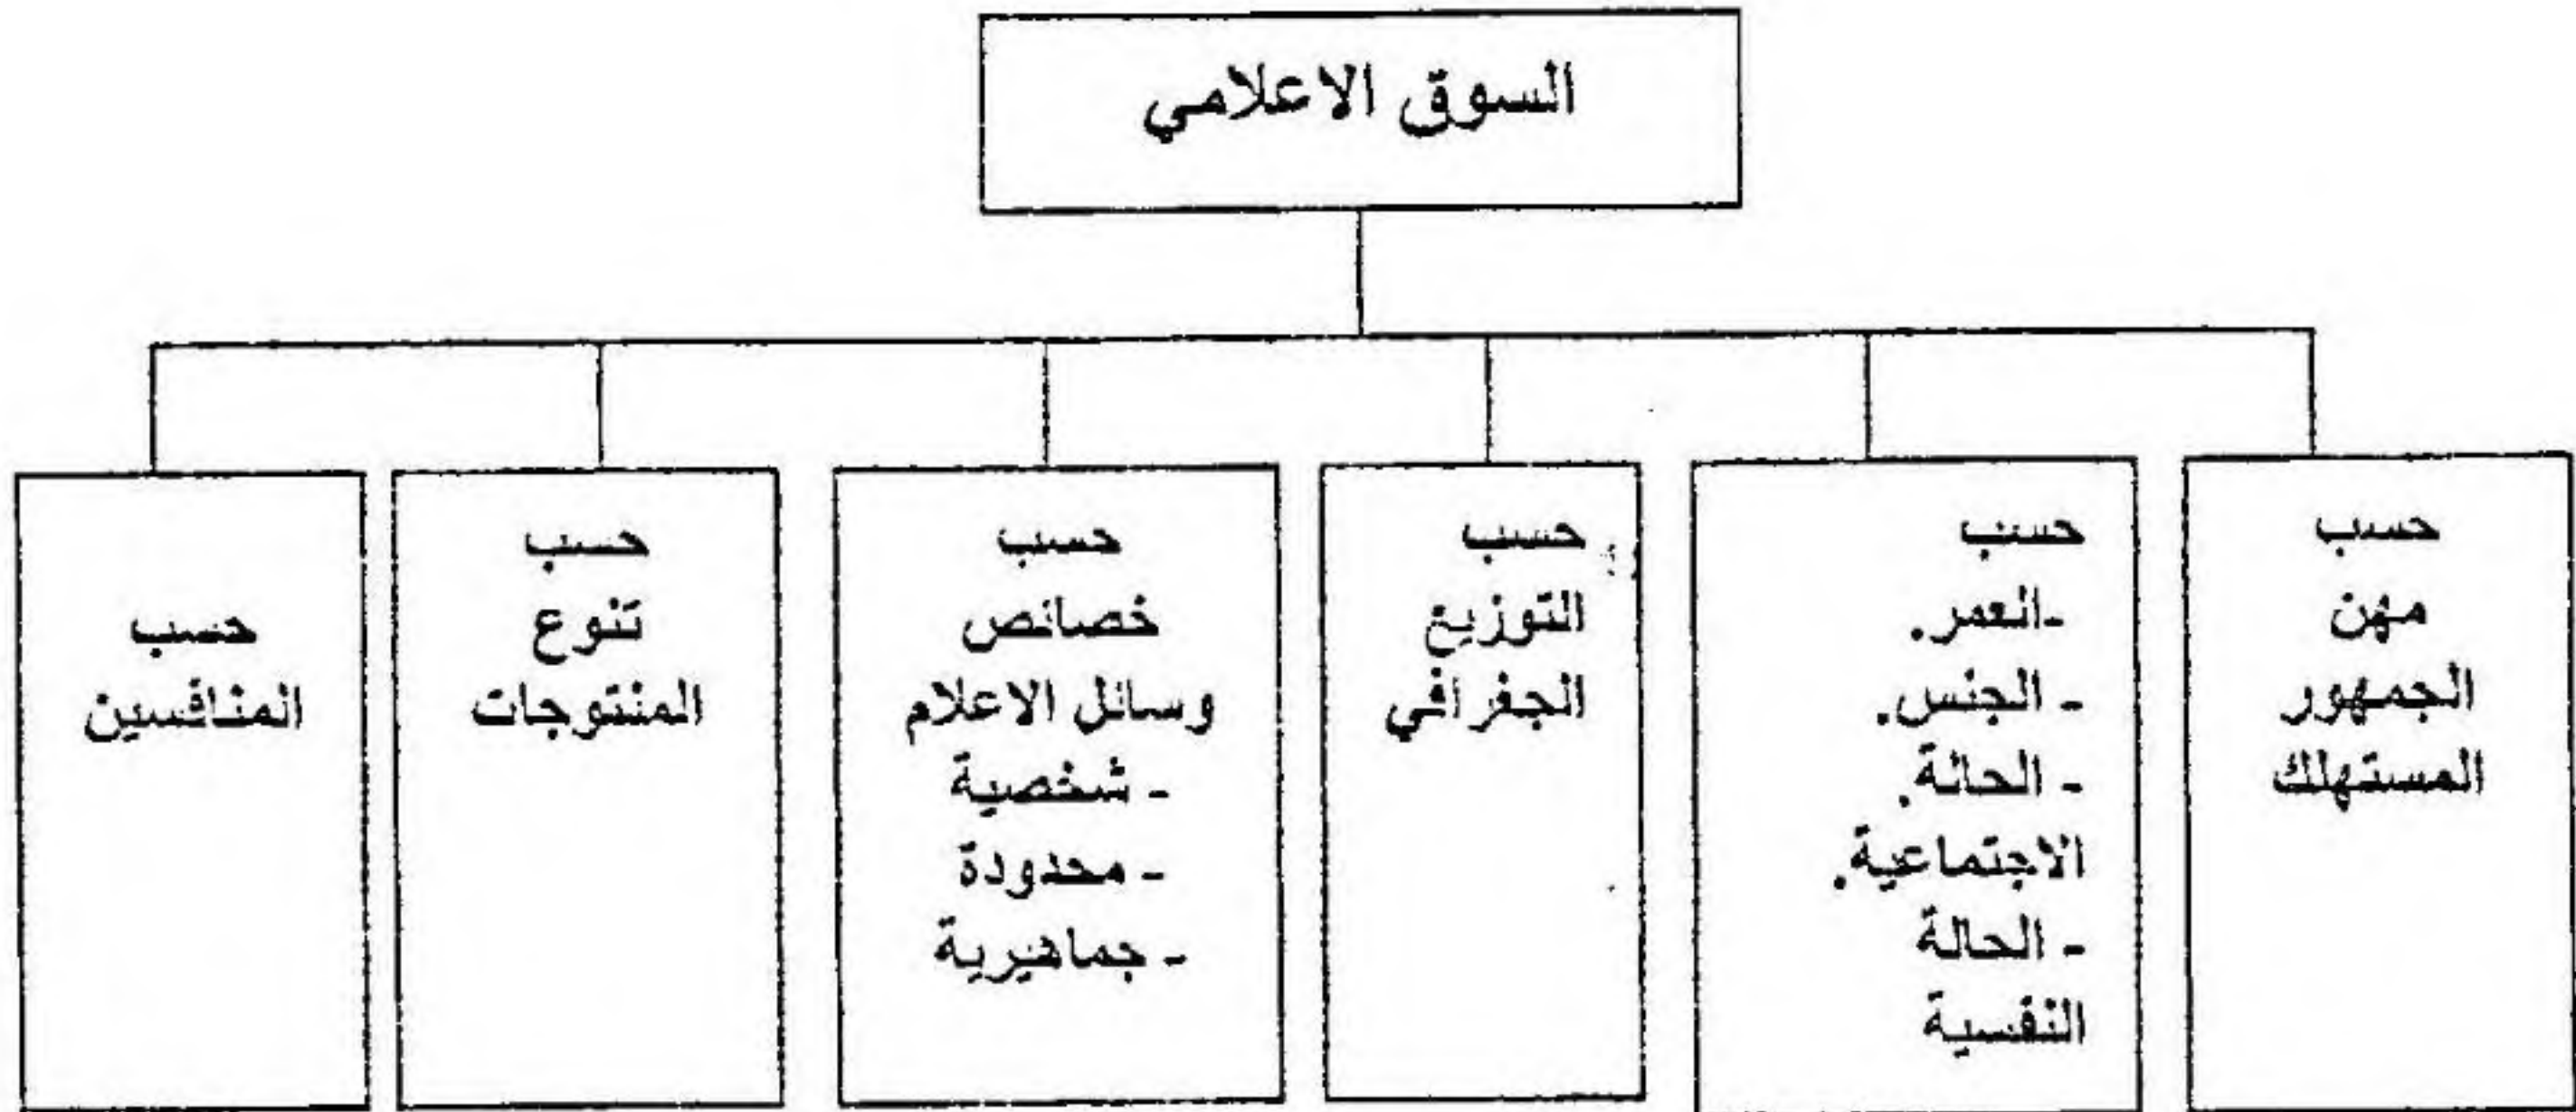 السوق الاعلامي
حسب
مهن
الجمهور
المستهلك
حسب
-العمر.
- الجنس.
- الحالة.
الاجتماعية.
- الحالة
النفسية
حسب
التوزيع
الجغرافي
حسب
خصائص
وسائل الاعلام
- شخصية
- محدودة
- جماهيرية
حسب
تنوع
المنتوجات
حسب
المنافسين